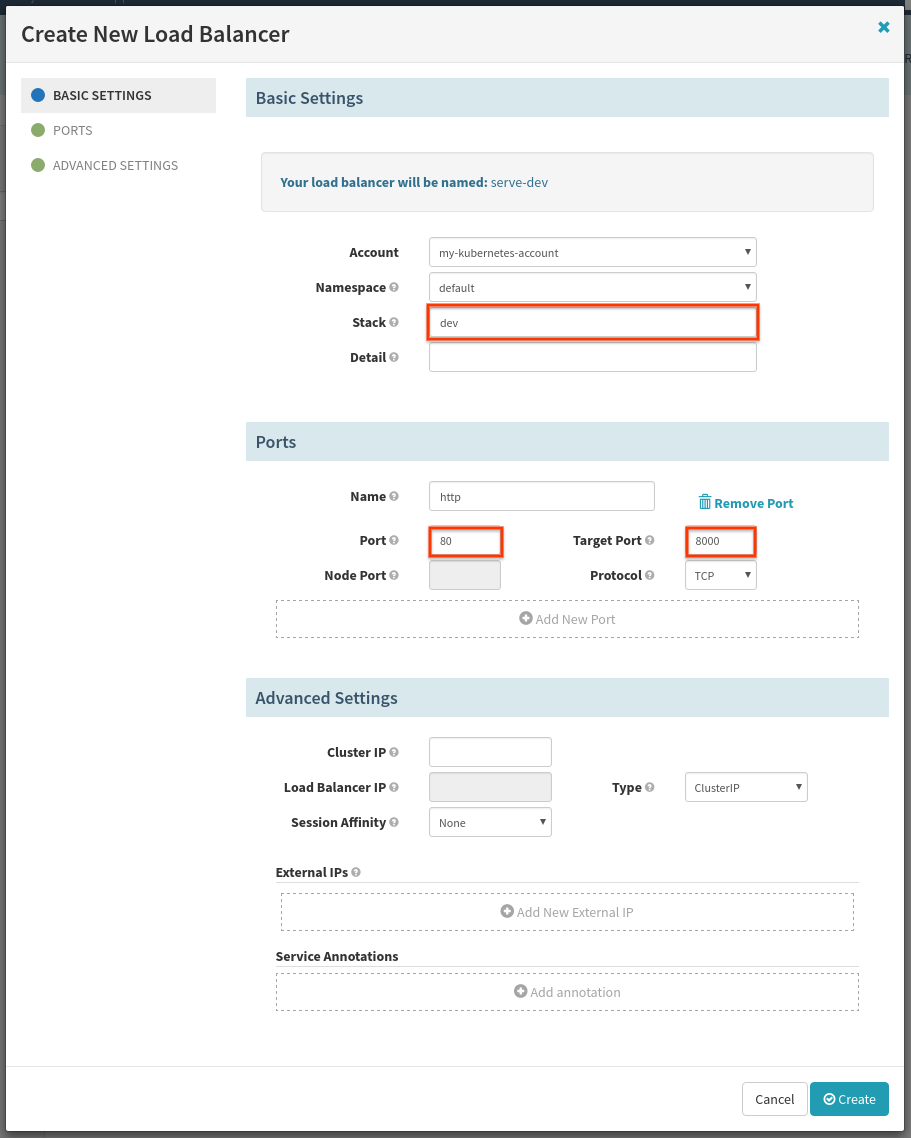 Create New Load Balancer
BASIC SETTINGS
PORTS
ADVANCED SETTINGS
Basic Settings
Your load balancer will be named: serve-dev
Account my-kubernetes-account
Namespace default
Stack dev
Detail
Ports
Name http Remove Port
Port 80 Target Port 8000
Node Port Protocol TCP
Add New Port
Advanced Settings
Cluster IP
Load Balancer IP Type ClusterIP
Session Affinity None
External IPs
Add New External IP
Service Annotations
Add annotation
Cancel Create